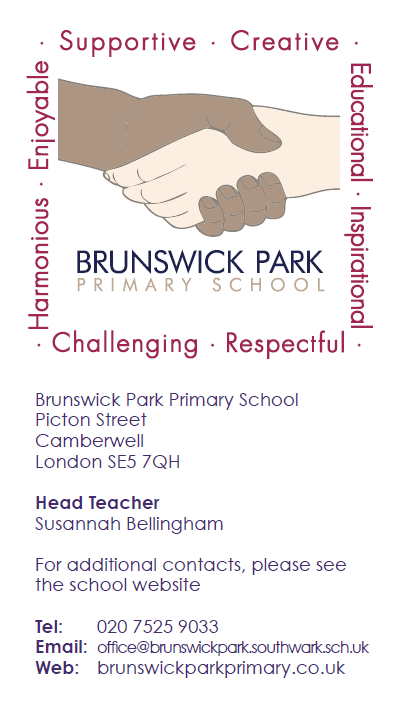 · Supportive · Creative ·
Educational · Inspirational
· Challenging · Respectful ·
Harmonious · Enjoyable
BRUNSWICK PARK
PRIMARY SCHOOL
Brunswick Park Primary School
Picton Street
Camberwell
London SE5 7QH
Head Teacher
Susannah Bellingham
For additional contacts, please see
the school website
Tel: 020 7525 9033
Email: office@brunswickpark.southwark.sch.uk
Web: brunswickparkprimary.co.uk